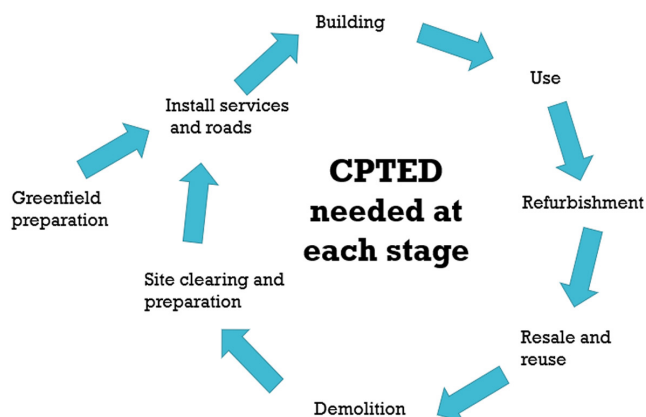 Building
Use
Install services
and roads
CPTED
needed at
each stage
Greenfield
preparation
Refurbishment
Site clearing and
preparation
Resale and
reuse
Demolition